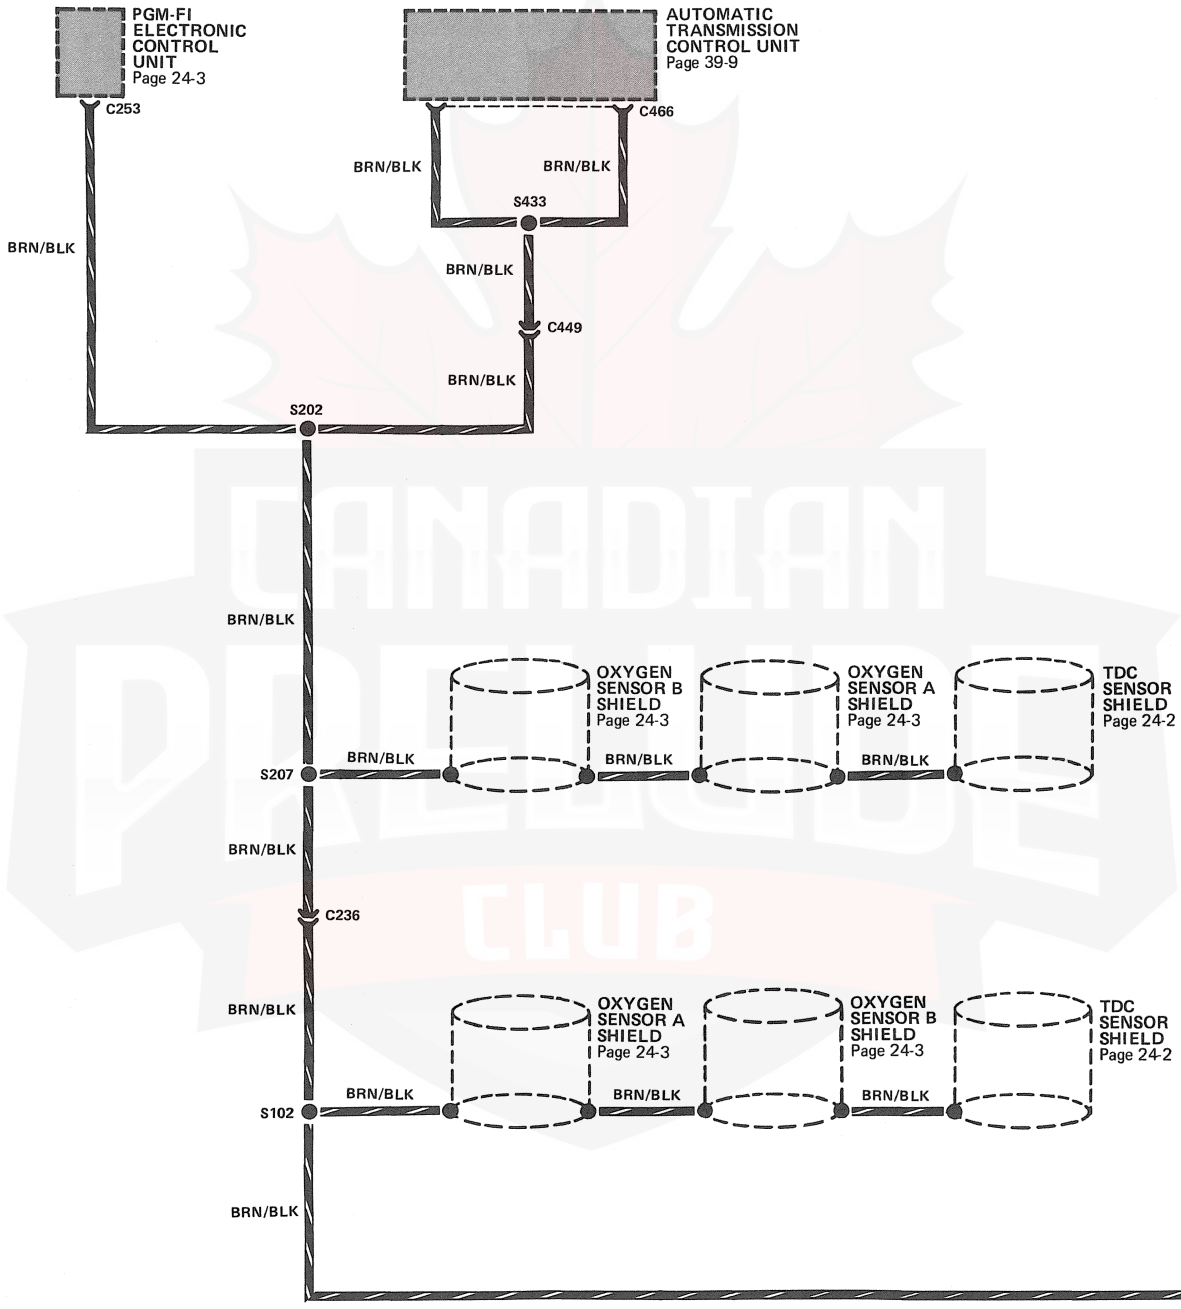 PGM-FI
ELECTRONIC
CONTROL
UNIT
Page 24-3
AUTOMATIC
TRANSMISSION
CONTROL UNIT
Page 39-9
C253
C466
BRN/BLK
BRN/BLK
S433
BRN/BLK
BRN/BLK
C449
BRN/BLK
S202
CANADIAN
BRN/BLK
PRELUDE
OXYGEN
SENSOR B
SHIELD
Page 24-3
OXYGEN
SENSOR A
SHIELD
Page 24-3
TDC
SENSOR
SHIELD
Page 24-2
BRN/BLK
BRN/BLK
BRN/BLK
S207
BRN/BLK
C236
CLUB
BRN/BLK
OXYGEN
SENSOR A
SHIELD
Page 24-3
OXYGEN
SENSOR B
SHIELD
Page 24-3
TDC
SENSOR
SHIELD
Page 24-2
BRN/BLK
BRN/BLK
BRN/BLK
S102
BRN/BLK